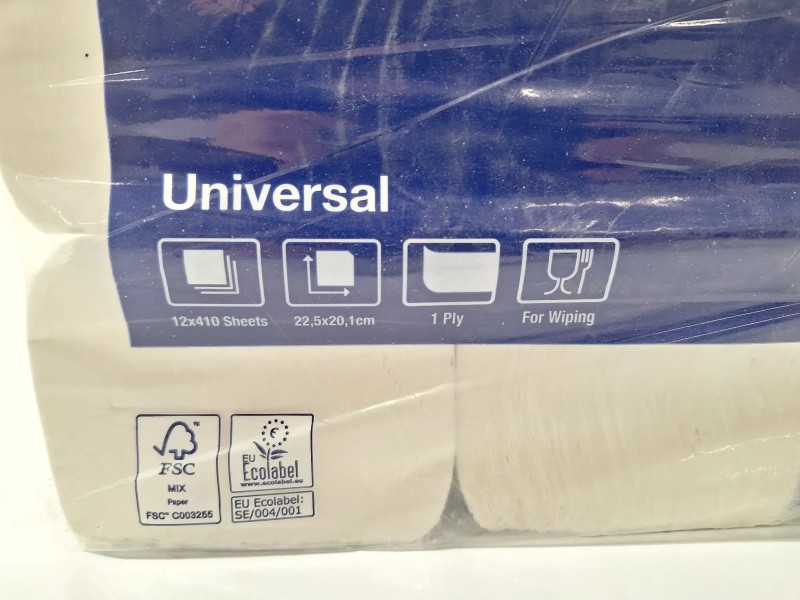 Universal
12x410 Sheets
22,5x20,1cm
1 Ply
For Wiping
™
FSC
MIX
Paper
FSC® C003255
€
EU
Ecolabel
www.ecolabel.eu
EU Ecolabel:
SE/004/001